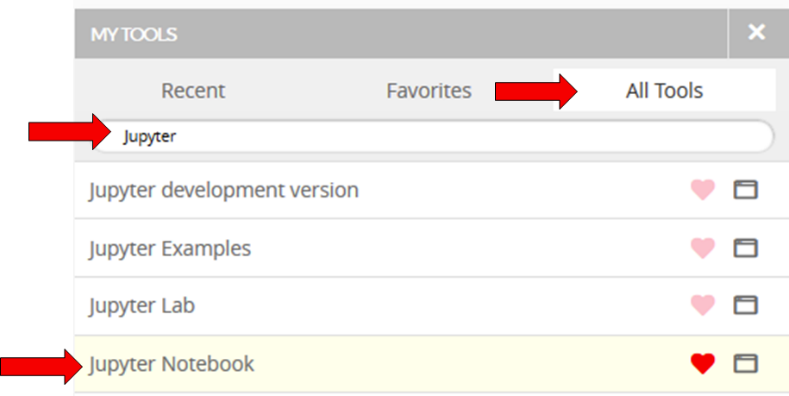 MY TOOLS
Recent Favorites All Tools
Jupyter
Jupyter development version
Jupyter Examples
Jupyter Lab
Jupyter Notebook